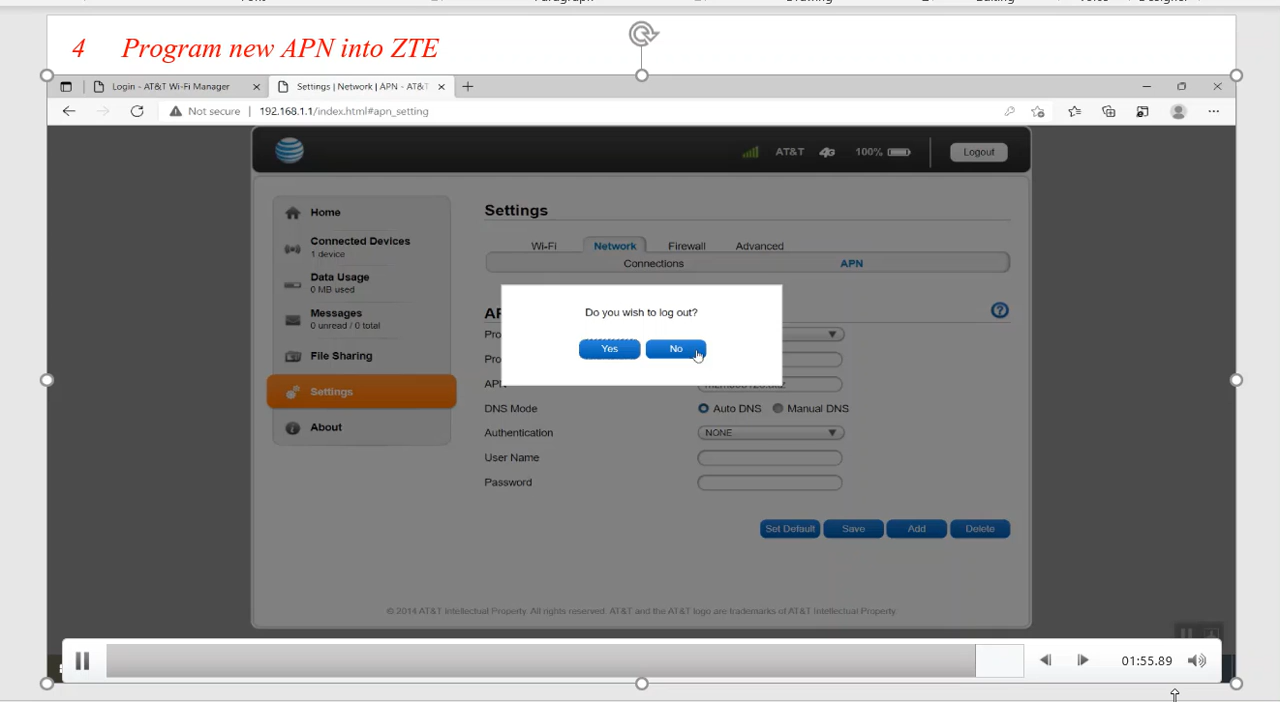 4 Program new APN into ZTE
Login - AT&T Wi-Fi Manager
Settings | Network | APN - AT&T
Not secure | 192.168.1.1/index.html#apn_setting
AT&T 4G 100% Logout
Home
Connected Devices
1 device
Data Usage
0 MB used
Messages
0 unread / 0 total
File Sharing
Settings
About
Settings
Wi-Fi Network Firewall Advanced
Connections APN
Do you wish to log out?
Yes No
DNS Mode Auto DNS Manual DNS
Authentication NONE
User Name
Password
Set Default Save Add Delete
© 2014 AT&T Intellectual Property. All rights reserved. AT&T and the AT&T logo are trademarks of AT&T Intellectual Property
01:55.89